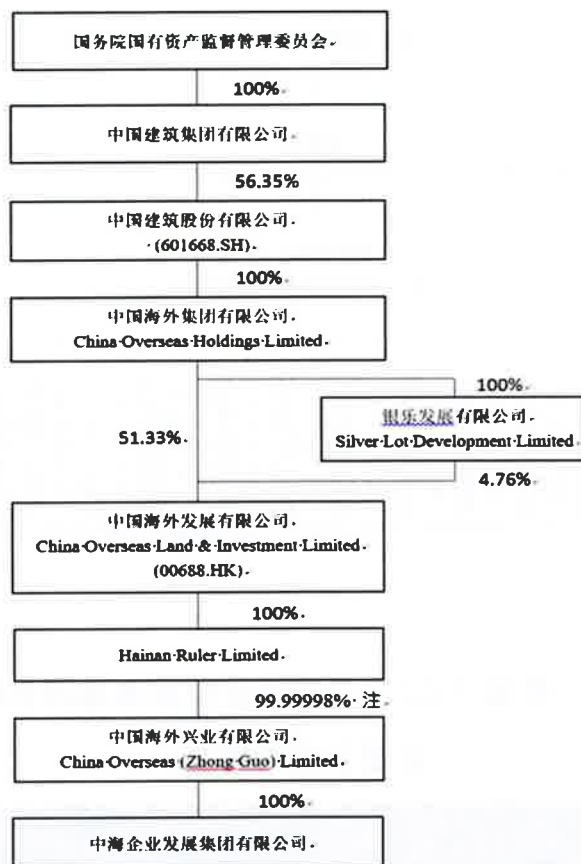 国务院国有资产监督管理委员会
100%
中国建筑集团有限公司
56.35%
中国建筑股份有限公司
(601668.SH)
100%
中国海外集团有限公司
China Overseas Holdings Limited
100%
银乐发展有限公司
Silver Lot Development Limited
51.33%
4.76%
中国海外发展有限公司
China Overseas Land & Investment Limited
(00688.HK)
100%
Hainan Ruler Limited
99.99998% 注
中国海外兴业有限公司
China Overseas (Zhong Guo) Limited
100%
中海企业发展集团有限公司